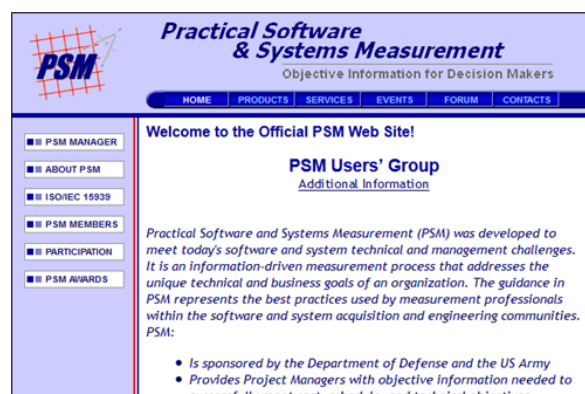 PSM
Practical Software
& Systems Measurement
Objective Information for Decision Makers
HOME PRODUCTS SERVICES EVENTS FORUM CONTACTS
PSM MANAGER
ABOUT PSM
ISO/IEC 15939
PSM MEMBERS
PARTICIPATION
PSM AWARDS
Welcome to the Official PSM Web Site!
PSM Users' Group
Additional Information
Practical Software and Systems Measurement (PSM) was developed to
meet today's software and system technical and management challenges.
It is an information-driven measurement process that addresses the
unique technical and business goals of an organization. The guidance in
PSM represents the best practices used by measurement professionals
within the software and system acquisition and engineering communities.
PSM:
• Is sponsored by the Department of Defense and the US Army
• Provides Project Managers with objective information needed to